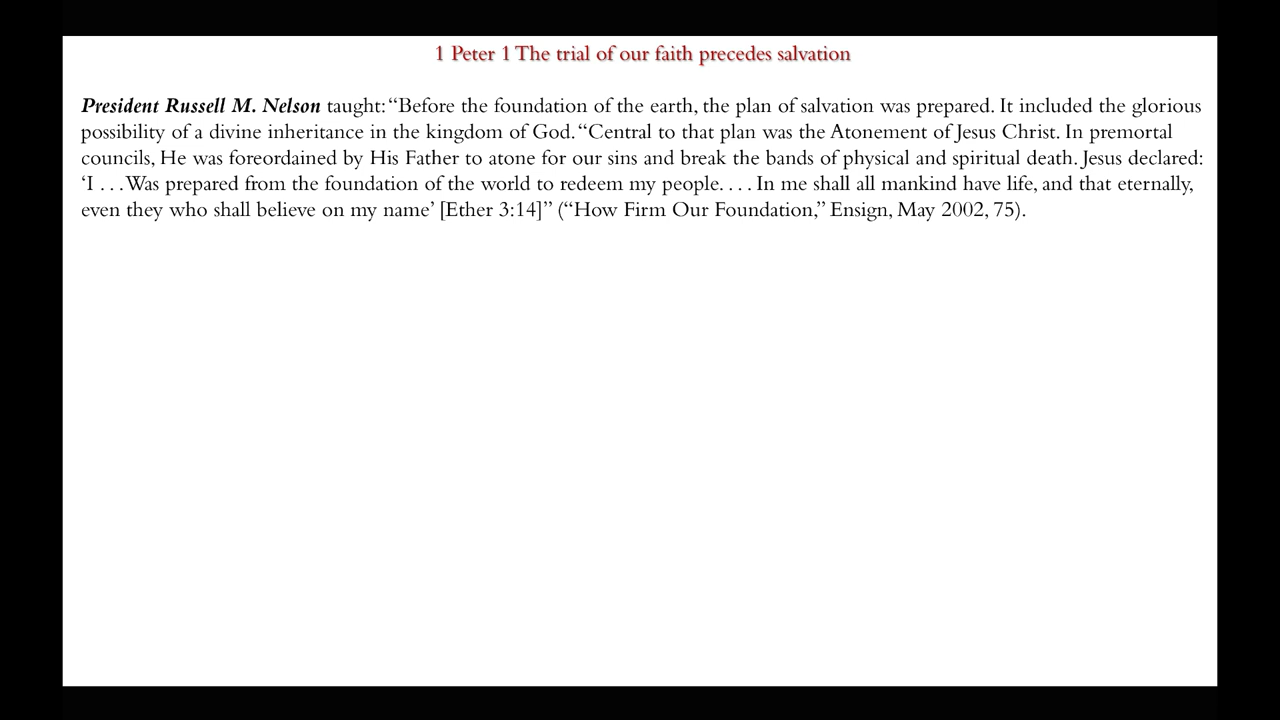 1 Peter 1 The trial of our faith precedes salvation
President Russell M. Nelson taught: “Before the foundation of the earth, the plan of salvation was prepared. It included the glorious
possibility of a divine inheritance in the kingdom of God. “Central to that plan was the Atonement of Jesus Christ. In premortal
councils, He was foreordained by His Father to atone for our sins and break the bands of physical and spiritual death. Jesus declared:
‘I . . . Was prepared from the foundation of the world to redeem my people. . . . In me shall all mankind have life, and that eternally,
even they who shall believe on my name’ [Ether 3:14]” (“How Firm Our Foundation,” Ensign, May 2002, 75).